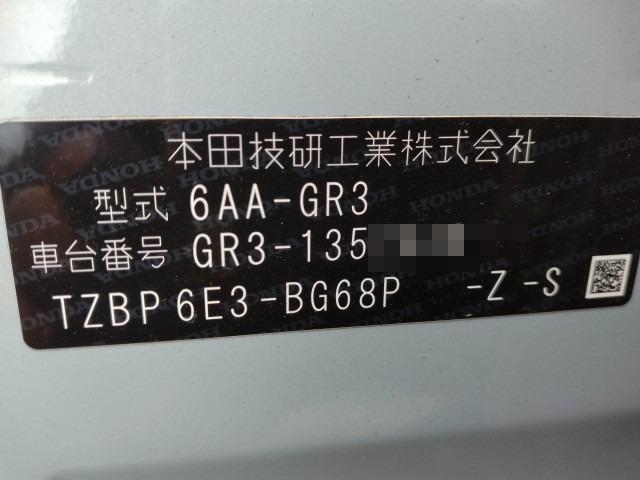 本田技研工業株式会社
型式 6AA-GR3
車台番号 GR3-135
TZBP 6E3-BG68P -Z -S